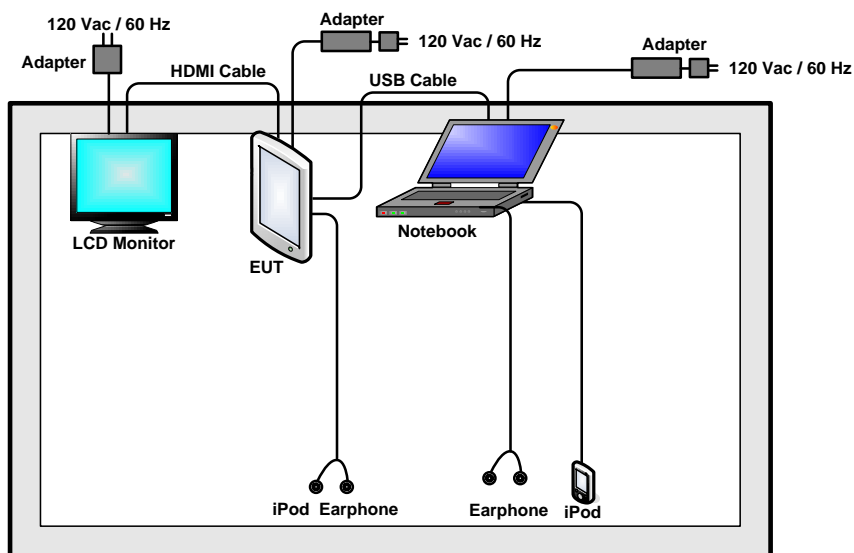 120 Vac / 60 Hz
Adapter
Adapter
120 Vac / 60 Hz
Adapter
120 Vac / 60 Hz
HDMI Cable
USB Cable
LCD Monitor
EUT
Notebook
iPod Earphone
Earphone
iPod